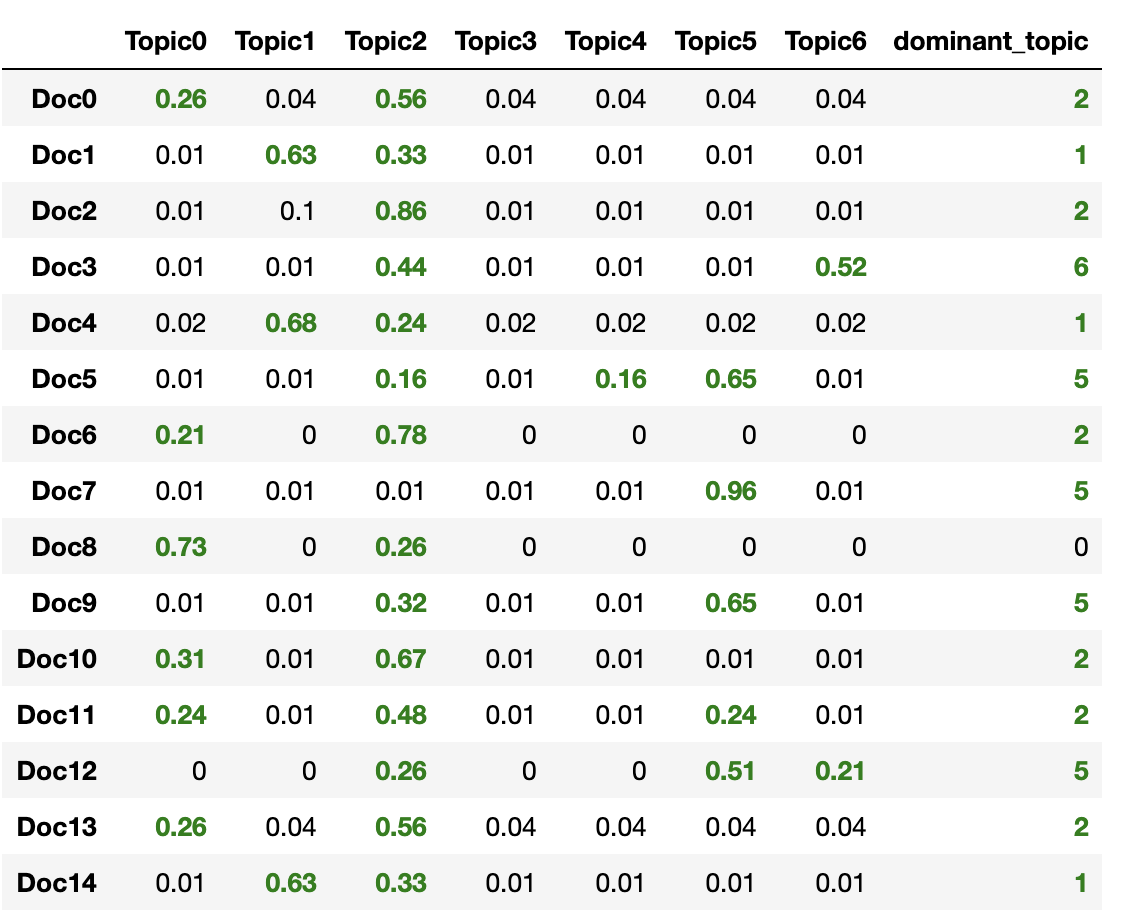 Topic0 Topic1 Topic2 Topic3 Topic4 Topic5 Topic6 dominant_topic
Doc0 0.26 0.04 0.56 0.04 0.04 0.04 0.04 2
Doc1 0.01 0.63 0.33 0.01 0.01 0.01 0.01 1
Doc2 0.01 0.1 0.86 0.01 0.01 0.01 0.01 2
Doc3 0.01 0.01 0.44 0.01 0.01 0.01 0.52 6
Doc4 0.02 0.68 0.24 0.02 0.02 0.02 0.02 1
Doc5 0.01 0.01 0.16 0.01 0.16 0.65 0.01 5
Doc6 0.21 0 0.78 0 0 0 0 2
Doc7 0.01 0.01 0.01 0.01 0.01 0.96 0.01 5
Doc8 0.73 0 0.26 0 0 0 0 0
Doc9 0.01 0.01 0.32 0.01 0.01 0.65 0.01 5
Doc10 0.31 0.01 0.67 0.01 0.01 0.01 0.01 2
Doc11 0.24 0.01 0.48 0.01 0.01 0.24 0.01 2
Doc12 0 0 0.26 0 0 0.51 0.21 5
Doc13 0.26 0.04 0.56 0.04 0.04 0.04 0.04 2
Doc14 0.01 0.63 0.33 0.01 0.01 0.01 0.01 1